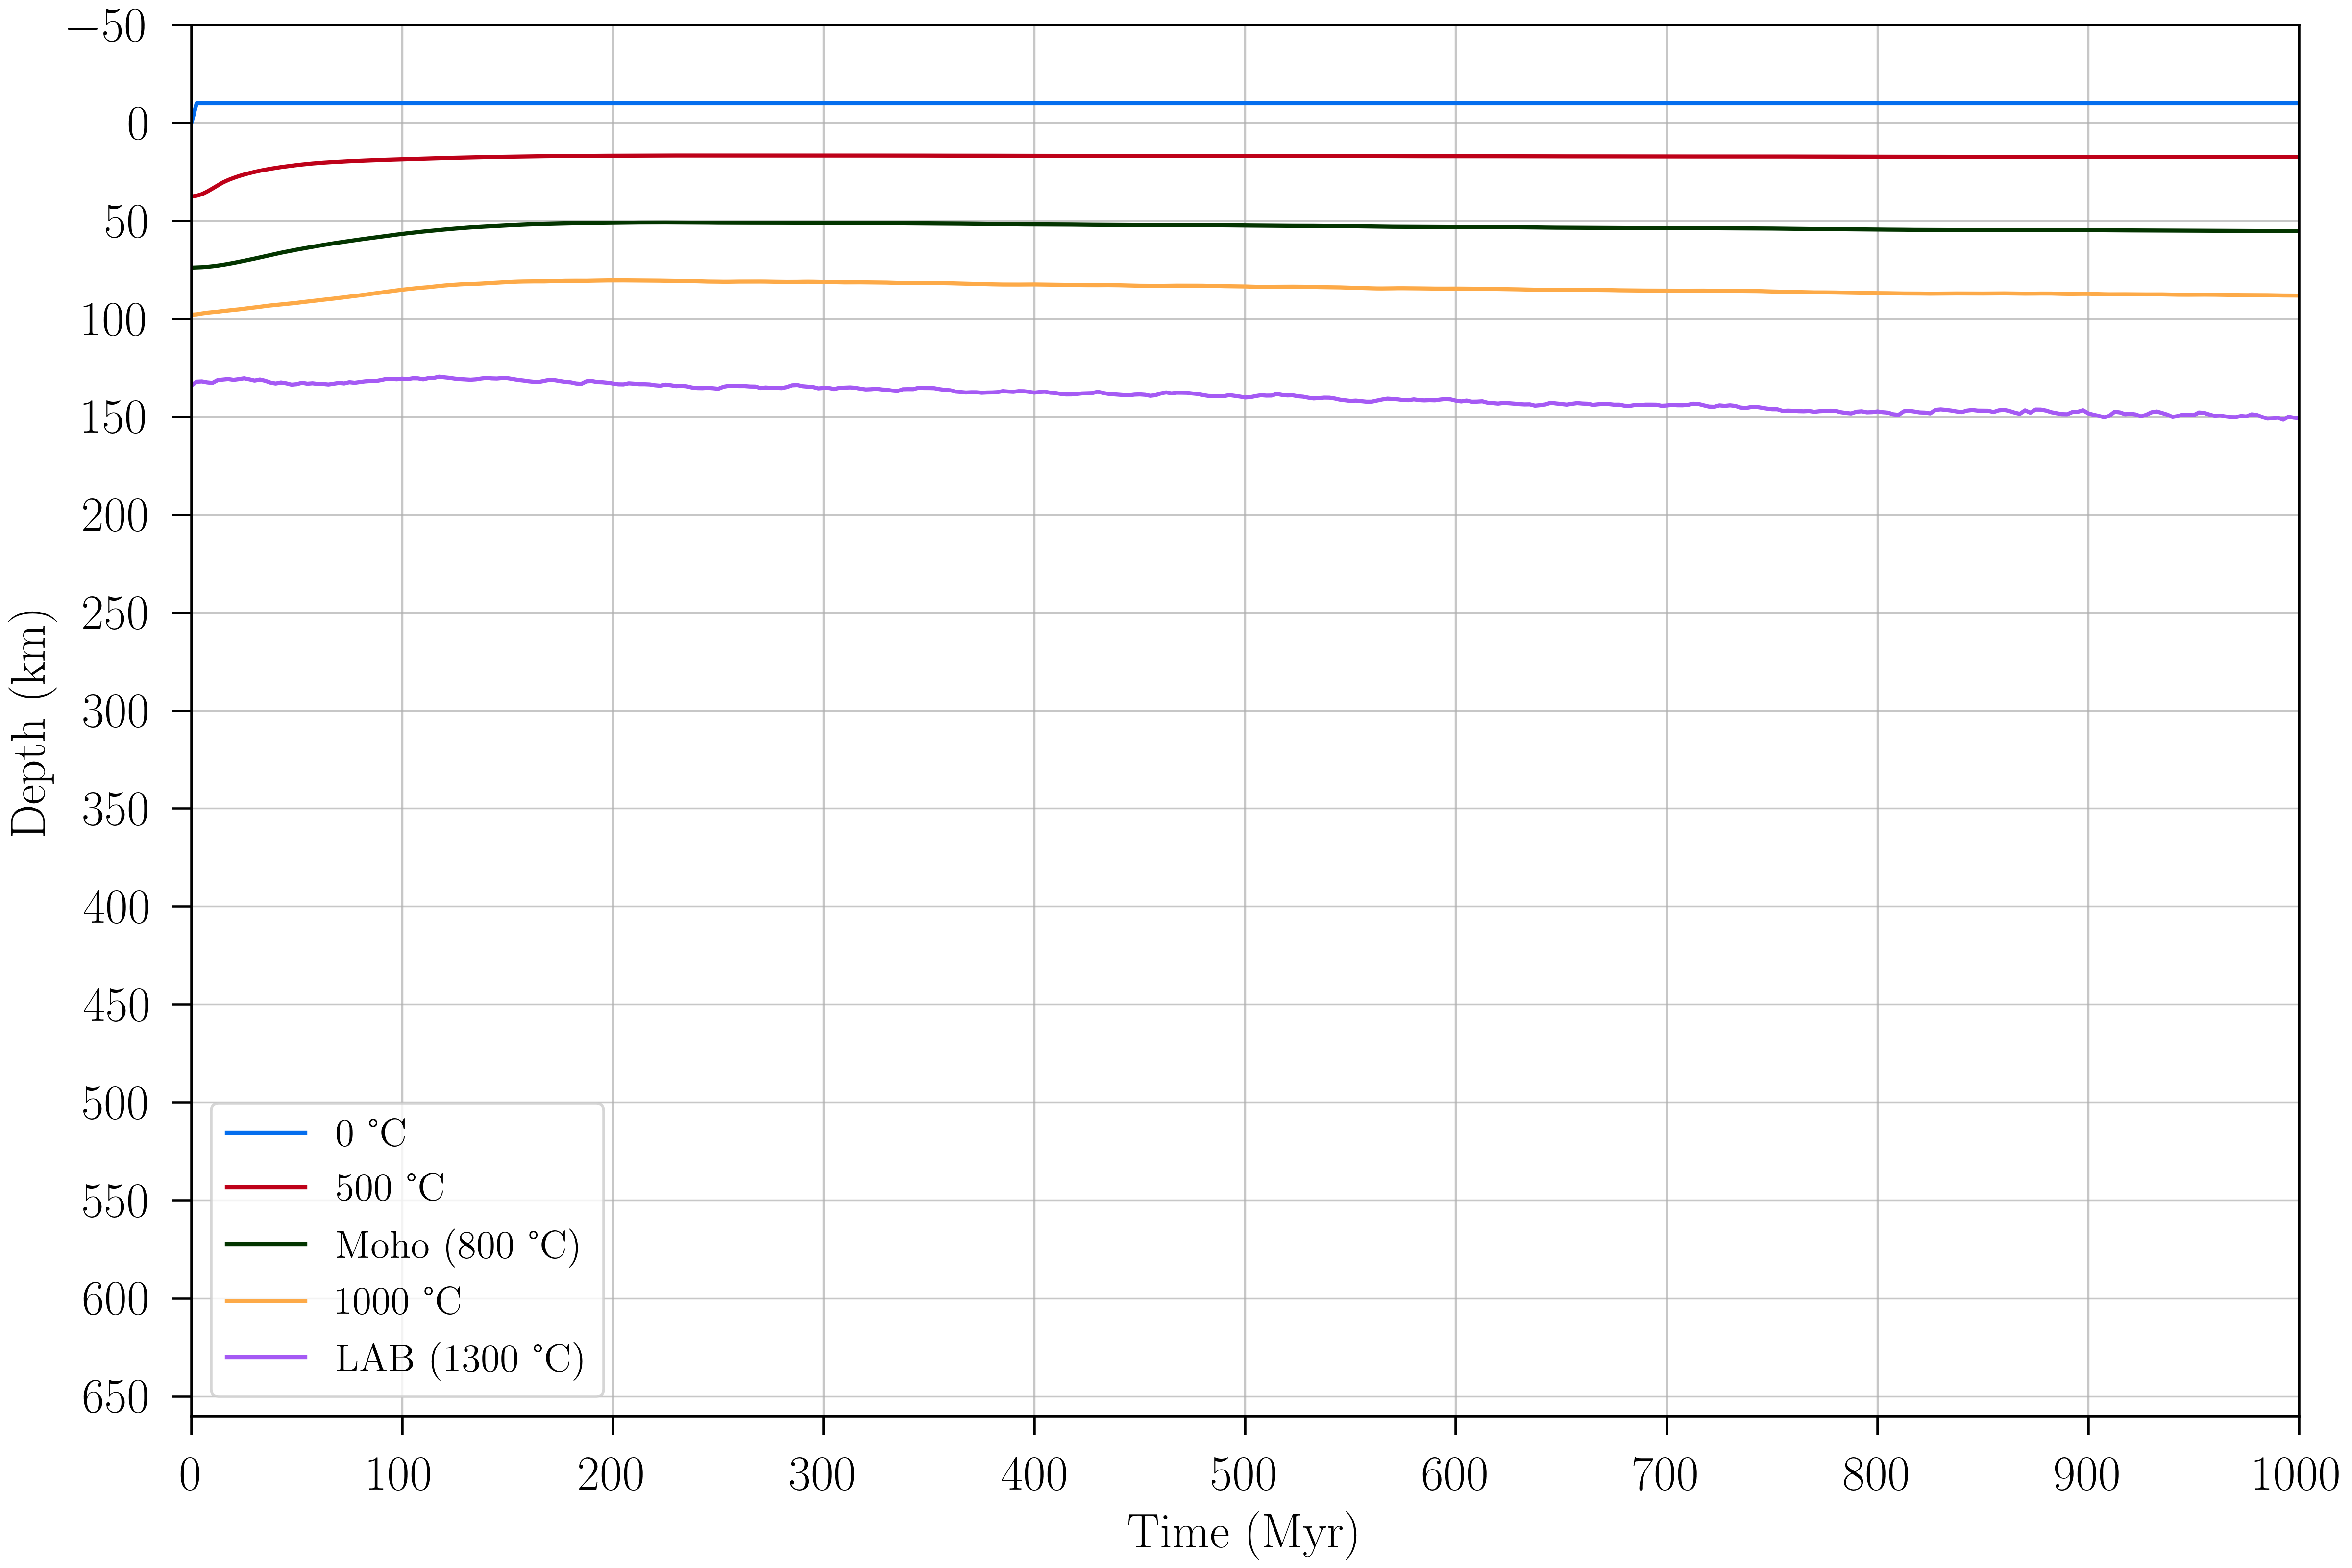 −50
0
50
100
150
200
250
300
350
400
450
500
550
600
650
Depth (km)
0 °C
500 °C
Moho (800 °C)
1000 °C
LAB (1300 °C)
0 100 200 300 400 500 600 700 800 900 1000
Time (Myr)